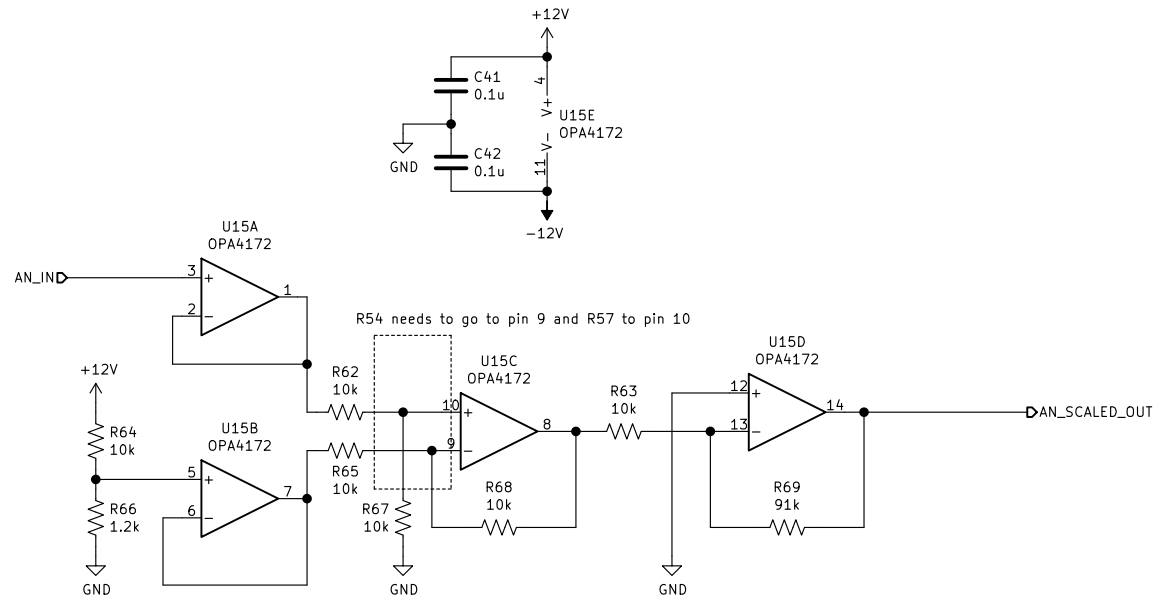 +12V
C41
0.1u
4
V+
U15E
OPA4172
V-
11
GND
C42
0.1u
-12V
U15A
OPA4172
AN_IN
3
+
2
-
1
R54 needs to go to pin 9 and R57 to pin 10
+12V
R62
10k
U15C
OPA4172
10
+
9
-
8
R63
10k
U15D
OPA4172
12
+
13
-
14
AN_SCALED_OUT
R64
10k
U15B
OPA4172
5
+
6
-
7
R65
10k
R66
1.2k
R67
10k
R68
10k
R69
91k
GND
GND
GND